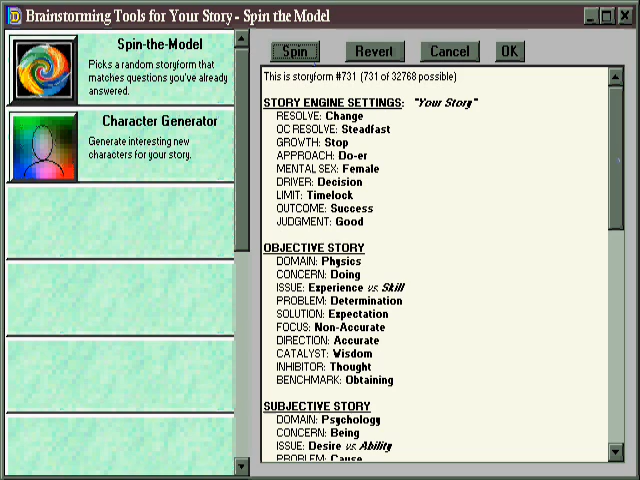 Brainstorming Tools for Your Story - Spin the Model
Spin-the-Model
Picks a random storyform that
matches questions you've already
answered.
Character Generator
Generate interesting new
characters for your story.
Spin Revert Cancel OK
This is storyform #731 (731 of 32768 possible)
STORY ENGINE SETTINGS: "Your Story"
RESOLVE: Change
OC RESOLVE: Steadfast
GROWTH: Stop
APPROACH: Do-er
MENTAL SEX: Female
DRIVER: Decision
LIMIT: Timelock
OUTCOME: Success
JUDGMENT: Good
OBJECTIVE STORY
DOMAIN: Physics
CONCERN: Doing
ISSUE: Experience vs. Skill
PROBLEM: Determination
SOLUTION: Expectation
FOCUS: Non-Accurate
DIRECTION: Accurate
CATALYST: Wisdom
INHIBITOR: Thought
BENCHMARK: Obtaining
SUBJECTIVE STORY
DOMAIN: Psychology
CONCERN: Being
ISSUE: Desire vs. Ability
PROBLEM: Cause